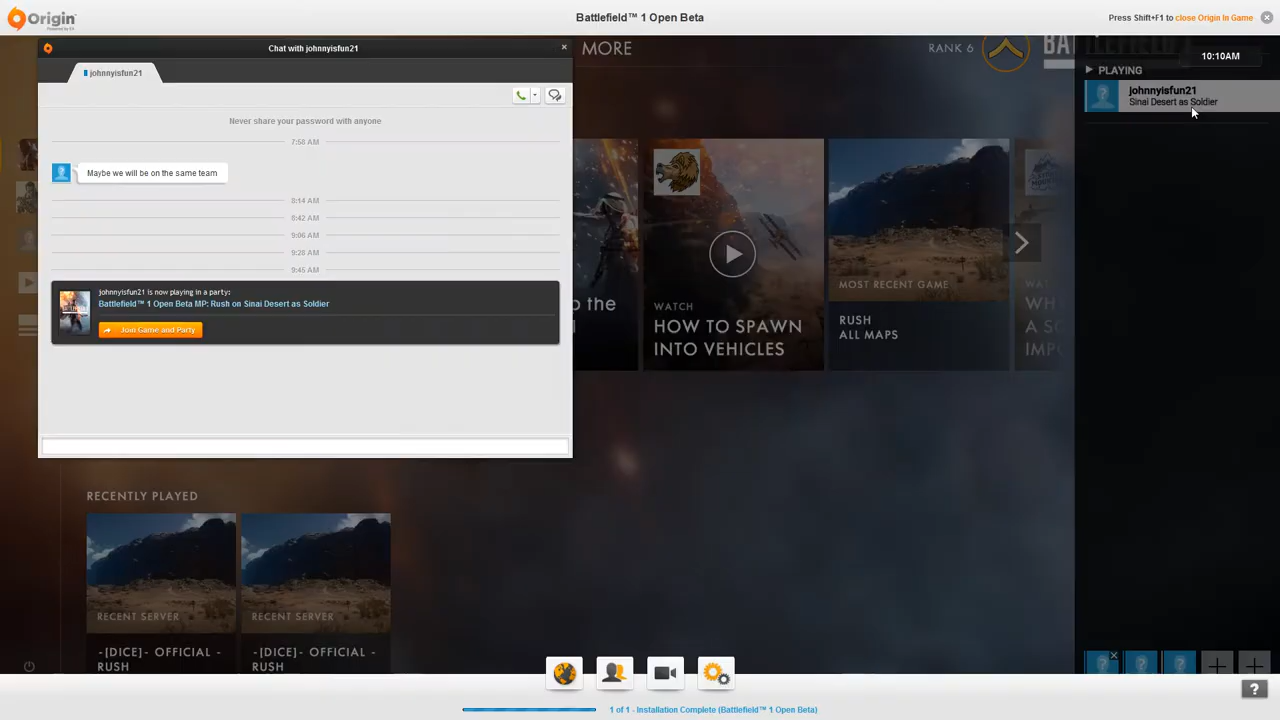 Origin
Powered by EA
Battlefield™ 1 Open Beta
Press Shift+F1 to close Origin In Game
Chat with johnnyisfun21
johnnyisfun21
Never share your password with anyone
7:58 AM
Maybe we will be on the same team
8:14 AM
8:42 AM
9:06 AM
9:28 AM
9:45 AM
johnnyisfun21 is now playing in a party:
Battlefield™ 1 Open Beta MP: Rush on Sinai Desert as Soldier
Join Game and Party
MORE
RANK 6
10:10AM
PLAYING
johnnyisfun21
Sinai Desert as Soldier
WATCH
HOW TO SPAWN
INTO VEHICLES
MOST RECENT GAME
RUSH
ALL MAPS
RECENTLY PLAYED
RECENT SERVER
-[DICE]- OFFICIAL -
RUSH
RECENT SERVER
-[DICE]- OFFICIAL -
RUSH
1 of 1 - Installation Complete (Battlefield™ 1 Open Beta)